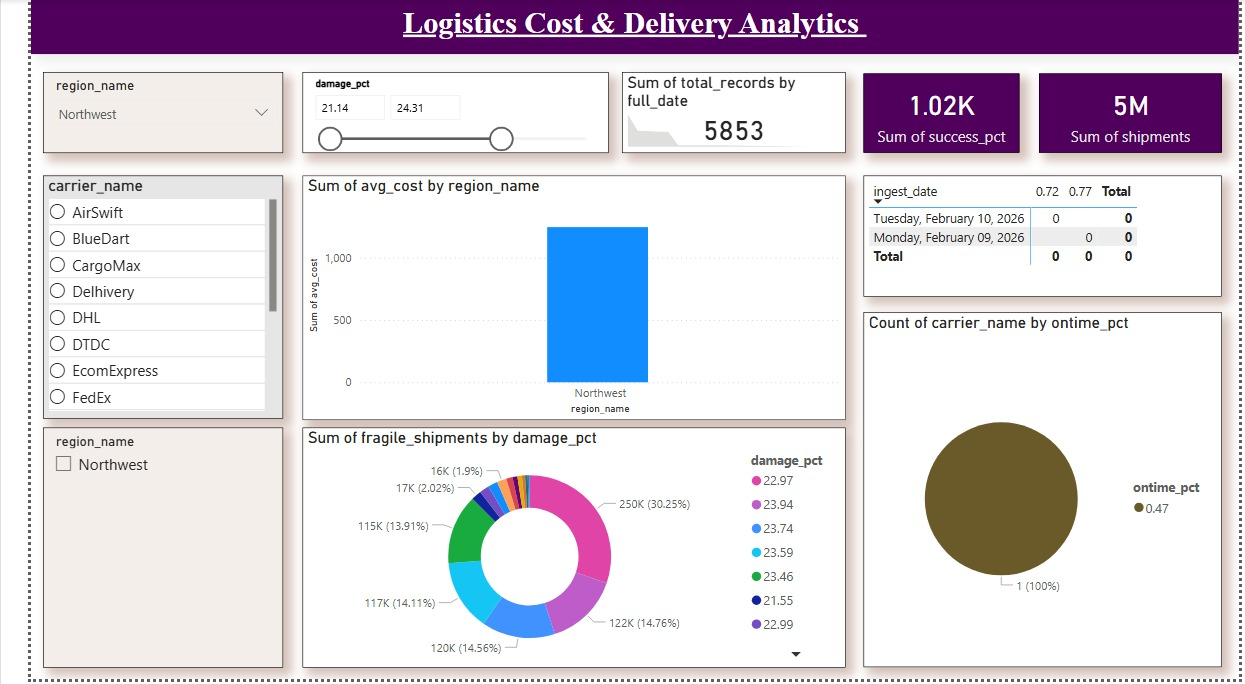 Logistics Cost & Delivery Analytics
region_name
Northwest
damage_pct
21.14
24.31
Sum of total_records by
full_date
5853
1.02K
Sum of success_pct
5M
Sum of shipments
carrier_name
AirSwift
BlueDart
CargoMax
Delhivery
DHL
DTDC
EcomExpress
FedEx
region_name
Northwest
Sum of avg_cost by region_name
Sum of avg_cost
1,000
500
0
Northwest
region_name
Sum of fragile_shipments by damage_pct
16K (1.9%)
17K (2.02%)
115K (13.91%)
117K (14.11%)
120K (14.56%)
250K (30.25%)
122K (14.76%)
damage_pct
22.97
23.94
23.74
23.59
23.46
21.55
22.99
ingest_date 0.72 0.77 Total
Tuesday, February 10, 2026 0 0
Monday, February 09, 2026 0 0
Total 0 0 0
Count of carrier_name by ontime_pct
1 (100%)
ontime_pct
0.47